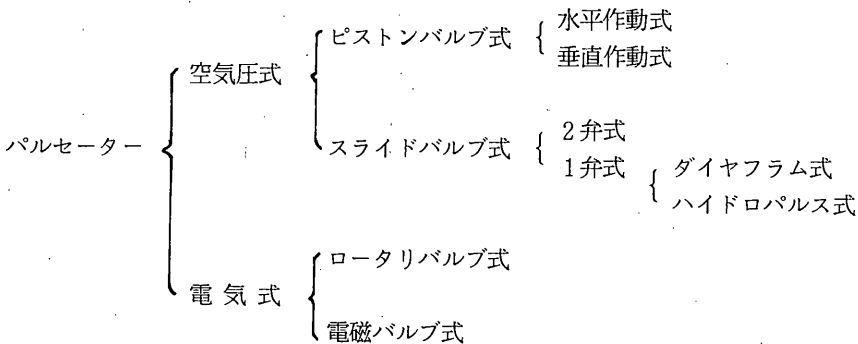 パルセーター
空気圧式
ピストンバルブ式
水平作動式
垂直作動式
スライドバルブ式
2弁式
1弁式
ダイヤフラム式
ハイドロパルス式
電気式
ロータリバルブ式
電磁バルブ式